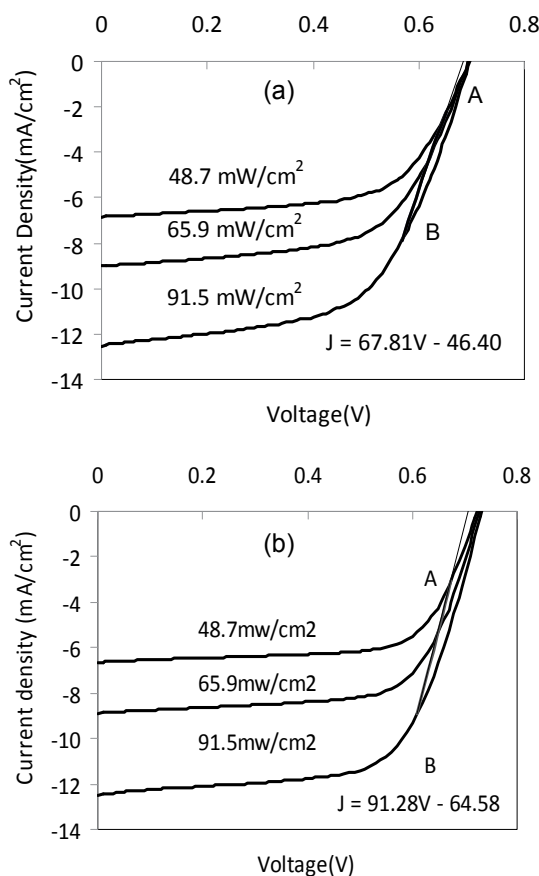 0 0.2 0.4 0.6 0.8
0
-2
-4
-6
-8
-10
-12
-14
Current Density(mA/cm²)
(a)
A
48.7 mW/cm²
65.9 mW/cm²
B
91.5 mW/cm²
J = 67.81V - 46.40
Voltage(V)
0 0.2 0.4 0.6 0.8
0
-2
-4
-6
-8
-10
-12
-14
Current density (mA/cm²)
(b)
A
48.7mw/cm2
65.9mw/cm2
91.5mw/cm2
B
J = 91.28V - 64.58
Voltage(V)